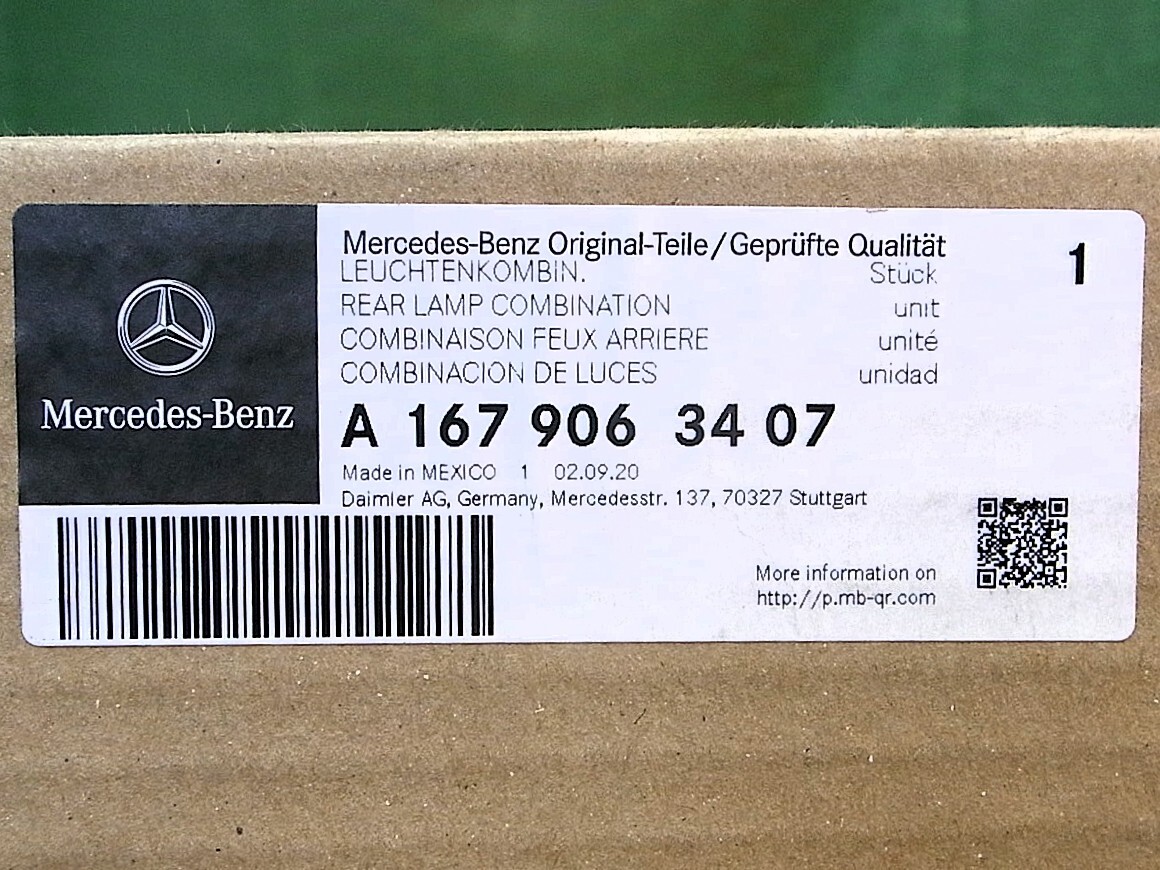 Mercedes-Benz
Mercedes-Benz Original-Teile/Geprüfte Qualität
1
LEUCHTENKOMBIN. Stück
REAR LAMP COMBINATION unit
COMBINAISON FEUX ARRIERE unité
COMBINACION DE LUCES unidad
A 167 906 34 07
Made in MEXICO 1 02.09.20
Daimler AG, Germany, Mercedesstr. 137, 70327 Stuttgart
More information on
http://p.mb-qr.com